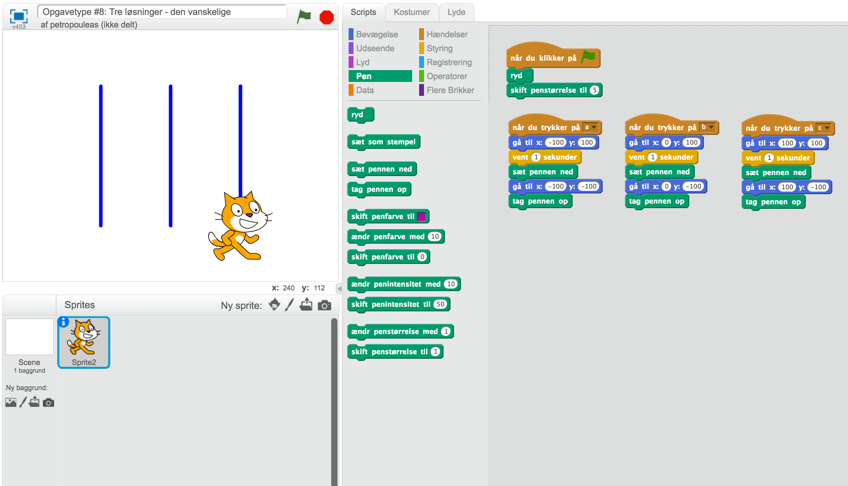 Opgavetype #8: Tre løsninger - den vanskelige
af petropouleas (ikke delt)
v453
x: 240 y: 112
Sprites
Ny sprite:
Scene
1 baggrund
Ny baggrund:
Sprite2
Scripts
Kostumer
Lyde
Bevægelse
Hændelser
Udseende
Styring
Lyd
Registrering
Pen
Operatorer
Data
Flere Brikker
ryd
sæt som stempel
sæt pennen ned
tag pennen op
skift penfarve til
ændr penfarve med 10
skift penfarve til 0
ændr penintensitet med 10
skift penintensitet til 50
ændr penstørrelse med 1
skift penstørrelse til 1
når du klikker på
ryd
skift penstørrelse til 5
når du trykker på a
gå til x: -100 y: 100
vent 1 sekunder
sæt pennen ned
gå til x: -100 y: -100
tag pennen op
når du trykker på b
gå til x: 0 y: 100
vent 1 sekunder
sæt pennen ned
gå til x: 0 y: -100
tag pennen op
når du trykker på c
gå til x: 100 y: 100
vent 1 sekunder
sæt pennen ned
gå til x: 100 y: -100
tag pennen op